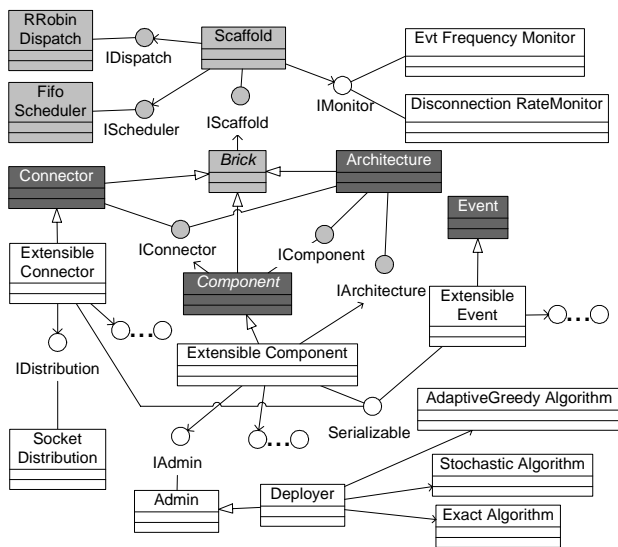 RRobin
Dispatch
Scaffold
Evt Frequency Monitor
IDispatch
Fifo
Scheduler
IMonitor
Disconnection RateMonitor
IScheduler
IScaffold
Brick
Architecture
Connector
Event
IConnector
IComponent
Extensible
Connector
Component
IArchitecture
Extensible
Event
...
...
Extensible Component
IDistribution
AdaptiveGreedy Algorithm
Serializable
Socket
Distribution
...
IAdmin
Stochastic Algorithm
Admin
Deployer
Exact Algorithm